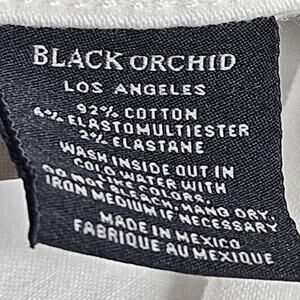 BLACK ORCHID
LOS ANGELES
92% COTTON
6% ELASTOMULTIESTER
2% ELASTANE
WASH INSIDE OUT IN
COLD WATER WITH
LIKE COLORS.
DO NOT BLEACH. HANG DRY.
IRON MEDIUM IF NECESSARY
MADE IN MEXICO
FABRIQUE AU MEXIQUE